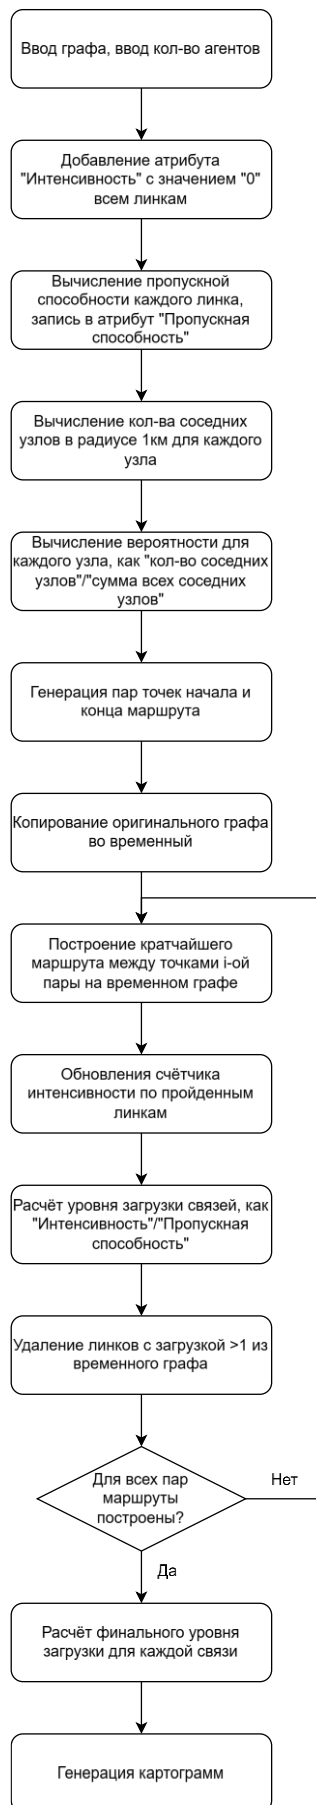 Ввод графа, ввод кол-во агентов
Добавление атрибута
"Интенсивность" с значением "0"
всем линкам
Вычисление пропускной
способности каждого линка,
запись в атрибут "Пропускная
способность"
Вычисление кол-ва соседних
узлов в радиусе 1км для каждого
узла
Вычисление вероятности для
каждого узла, как "кол-во соседних
узлов"/"сумма всех соседних
узлов"
Генерация пар точек начала и
конца маршрута
Копирование оригинального графа
во временный
Построение кратчайшего
маршрута между точками i-ой
пары на временном графе
Обновления счётчика
интенсивности по пройденным
линкам
Расчёт уровня загрузки связей, как
"Интенсивность"/"Пропускная
способность"
Удаление линков с загрузкой >1 из
временного графа
Для всех пар
маршруты
построены?
Нет
Да
Расчёт финального уровня
загрузки для каждой связи
Генерация картограмм